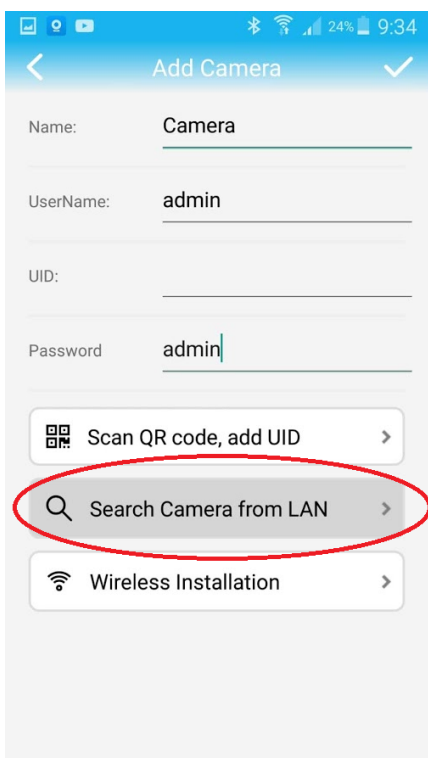 24% 9:34
Add Camera
Name: Camera
UserName: admin
UID:
Password admin
Scan QR code, add UID
Search Camera from LAN
Wireless Installation